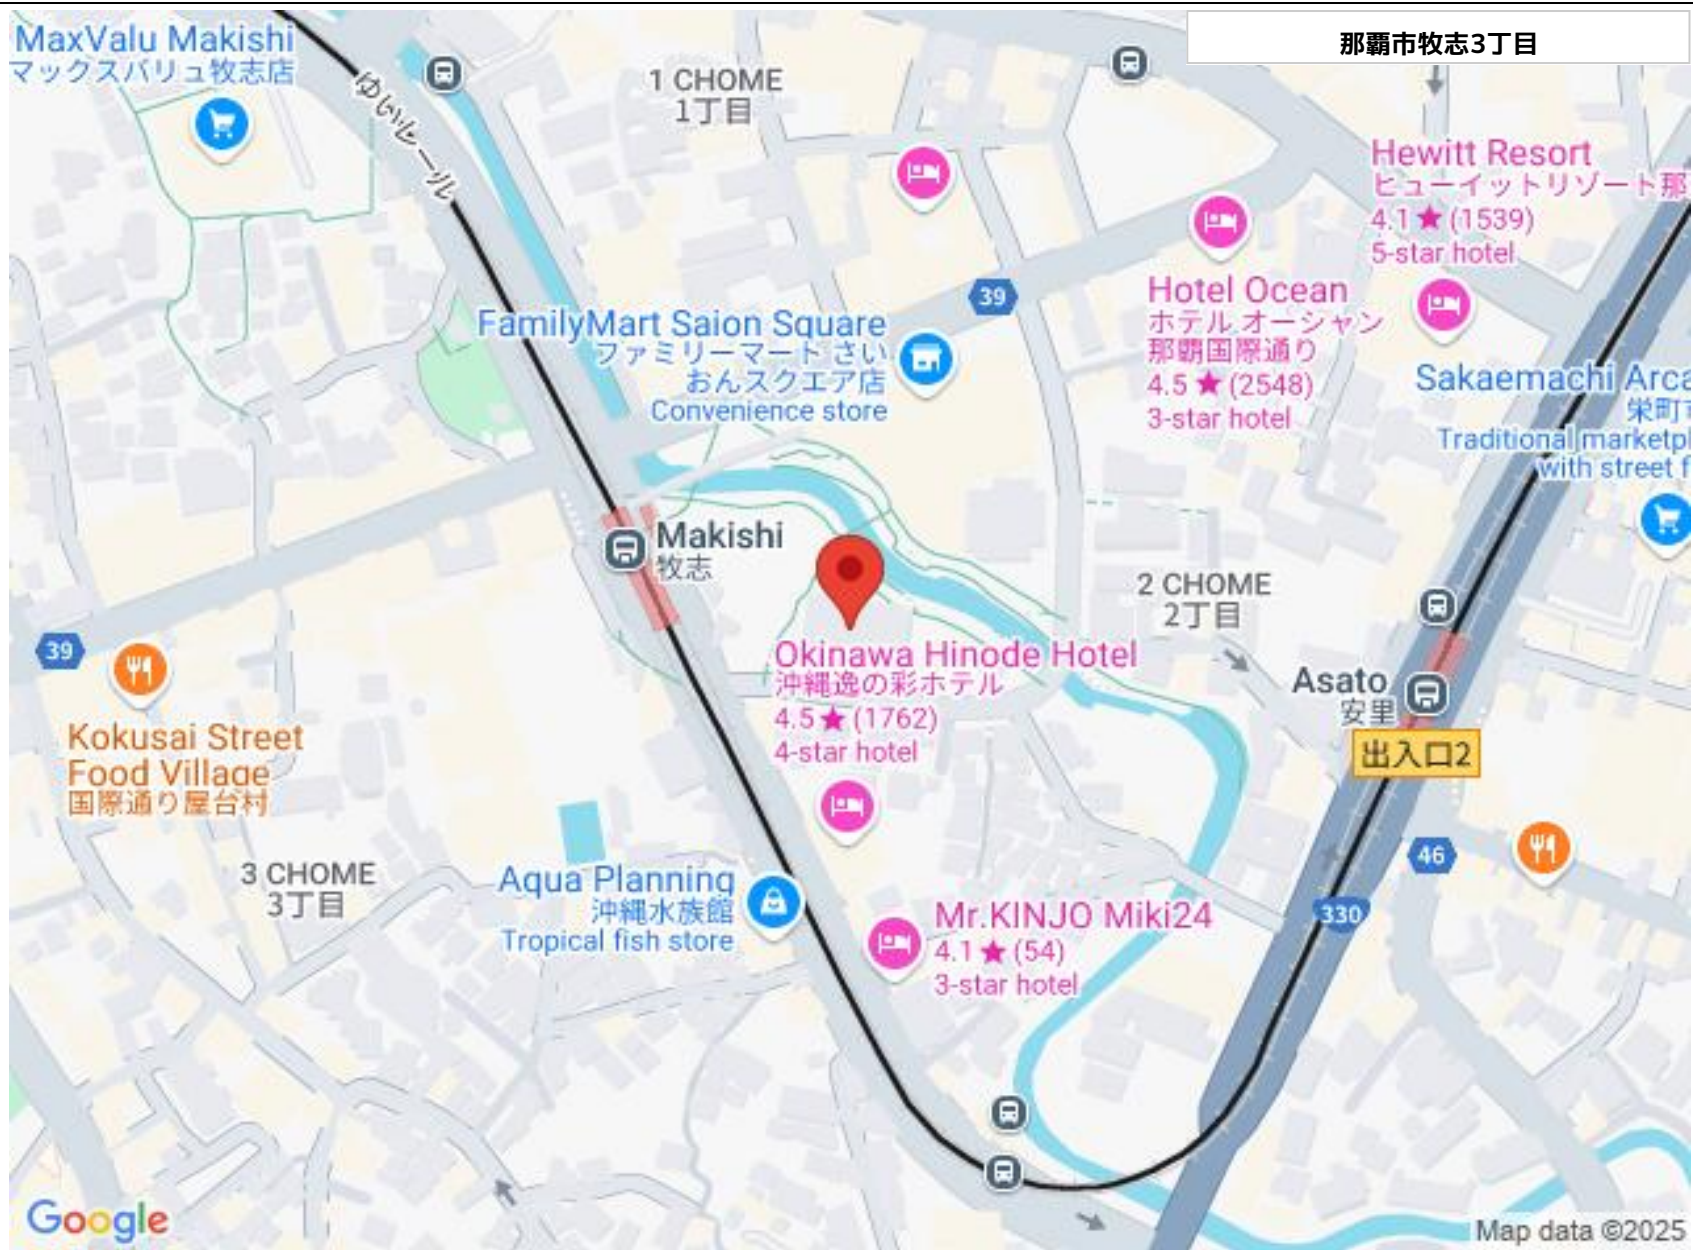 那覇市牧志3丁目
MaxValu Makishi
マックスバリュ牧志店
ゆいレール
1 CHOME
1丁目
Hewitt Resort
ヒューイットリゾート那
4.1★(1539)
5-star hotel
39
Hotel Ocean
ホテル オーシャン
那覇国際通り
4.5★(2548)
3-star hotel
FamilyMart Saion Square
ファミリーマート さい
おんスクエア店
Convenience store
Sakaemachi Arca
栄町市
Traditional marketpl
with street f
Makishi
牧志
2 CHOME
2丁目
39
Okinawa Hinode Hotel
沖縄逸の彩ホテル
4.5★(1762)
4-star hotel
Asato
安里
出入口2
Kokusai Street
Food Village
国際通り屋台村
3 CHOME
3丁目
Aqua Planning
沖縄水族館
Tropical fish store
46
330
Mr.KINJO Miki24
4.1★(54)
3-star hotel
Google
Map data ©2025